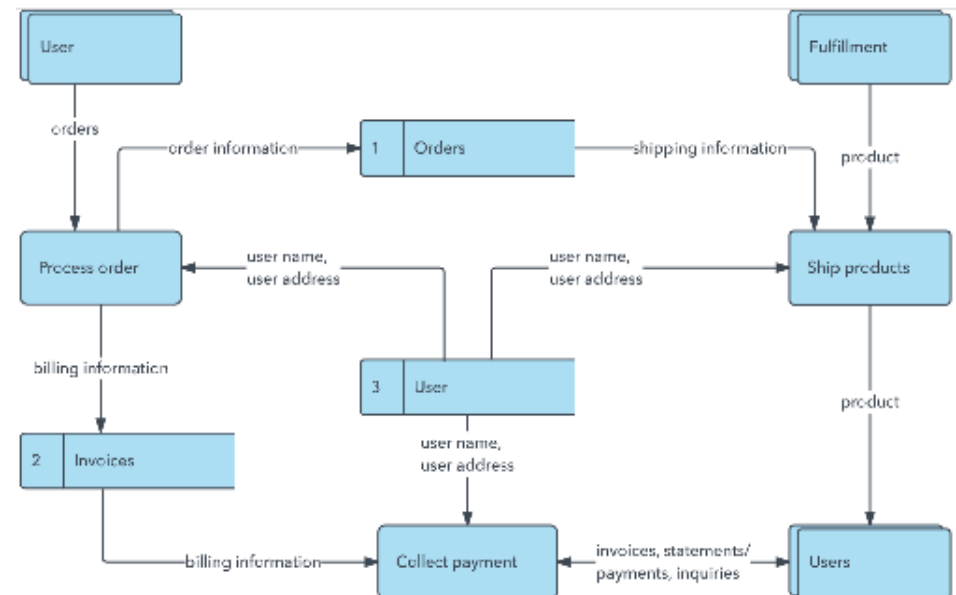 User
Fulfillment
orders
order information
1
Orders
shipping information
product
Process order
user name,
user address
user name,
user address
Ship products
billing information
3
User
product
user name,
user address
2
Invoices
billing information
Collect payment
invoices, statements/
payments, inquiries
Users